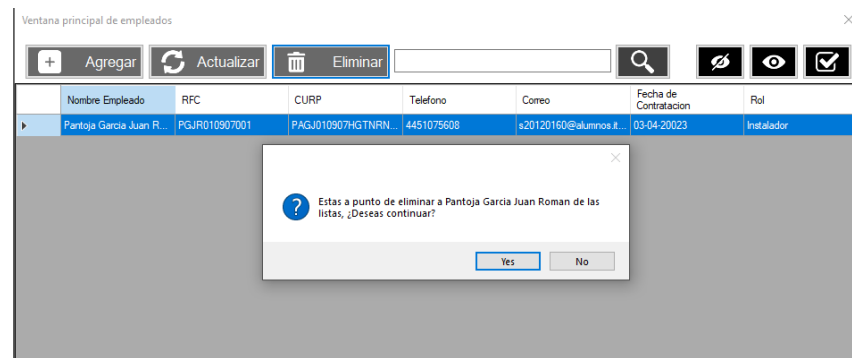 Ventana principal de empleados
Agregar Actualizar Eliminar
Nombre Empleado RFC CURP Telefono Correo Fecha de Contratacion Rol
Pantoja Garcia Juan R... PGJR010907001 PAGJ010907HGTNRN... 4451075608 s20120160@alumnos.it... 03-04-20023 Instalador
Estas a punto de eliminar a Pantoja Garcia Juan Roman de las
listas, ¿Deseas continuar?
Yes No